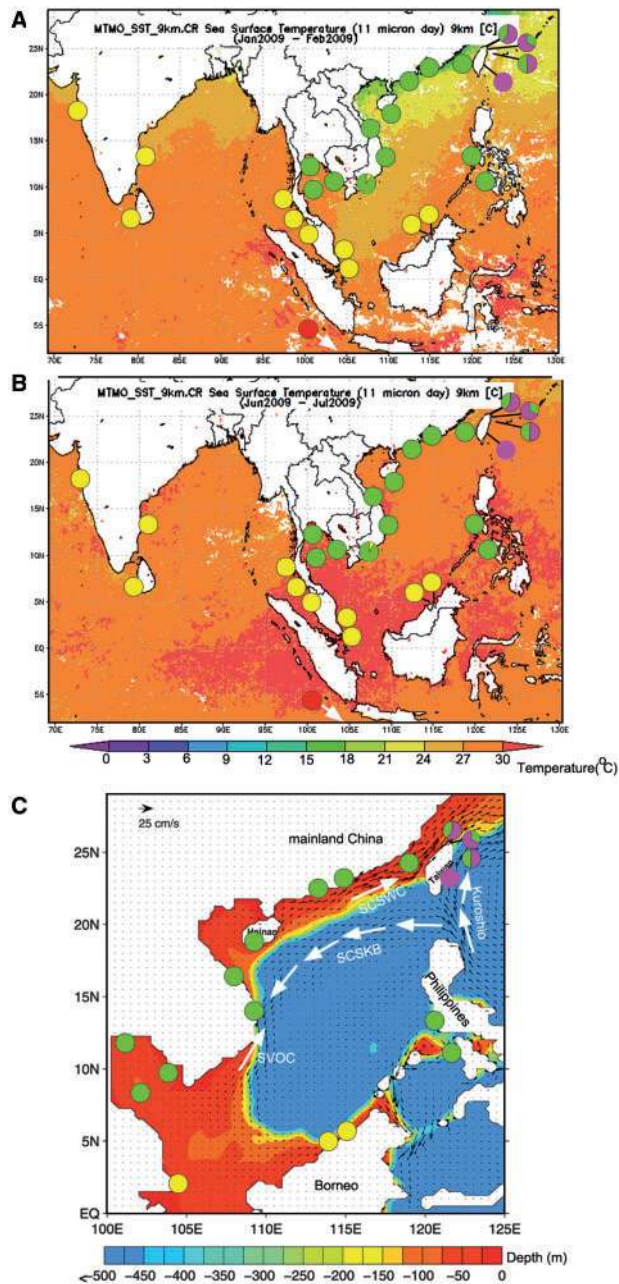 A
MTMO_SST_9km.CR Sea Surface Temperature (11 micron day) 9km [C]
(Jan2009 - Feb2009)
25N
20N
15N
10N
5N
EQ
5S
70E 75E 80E 85E 90E 95E 100E 105E 110E 115E 120E 125E 130E
B
MTMO_SST_9km.CR Sea Surface Temperature (11 micron day) 9km [C]
(Jun2009 - Jul2009)
25N
20N
15N
10N
5N
EQ
5S
70E 75E 80E 85E 90E 95E 100E 105E 110E 115E 120E 125E 130E
0 3 6 9 12 15 18 21 24 27 30
Temperature(°C)
C
25 cm/s
mainland China
25N
Taiwan
SCSWC
Kuroshio
20N
Hainan
SCSKB
15N
Philippines
SVOC
10N
5N
Borneo
EQ
100E 105E 110E 115E 120E 125E
Depth (m)
<-500 -450 -400 -350 -300 -250 -200 -150 -100 -50 0